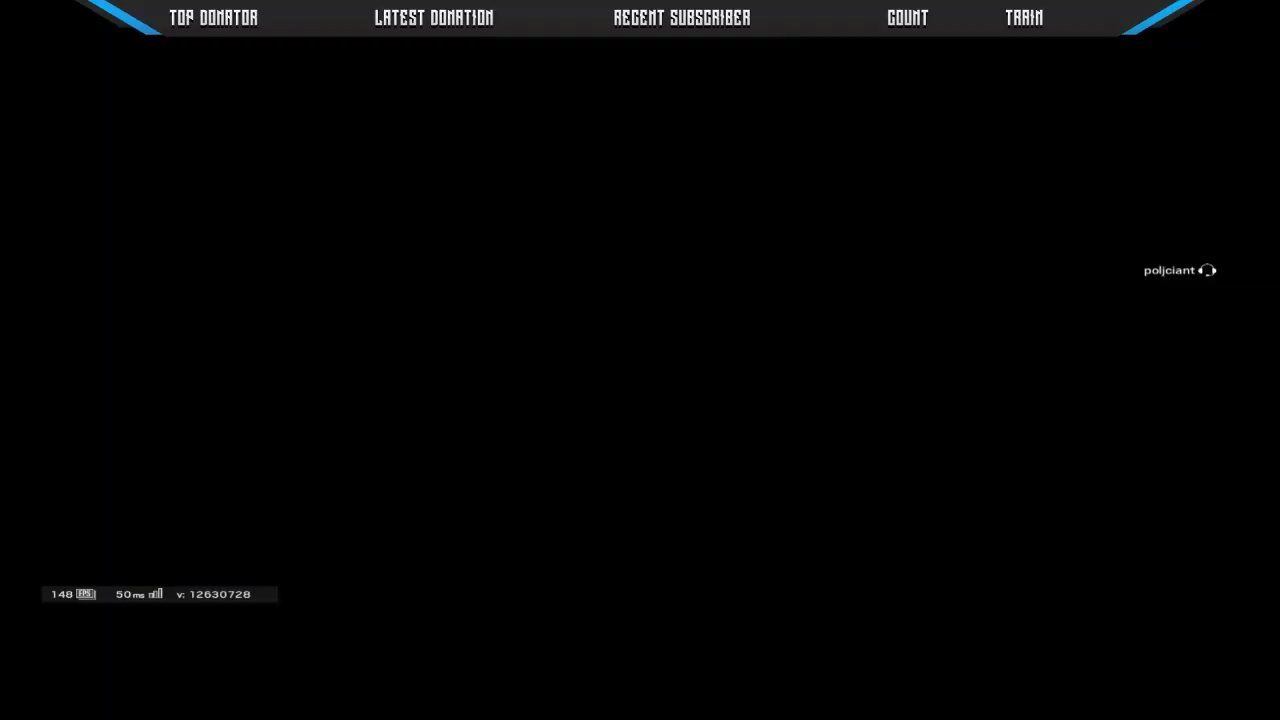 TOP DONATOR LATEST DONATION RECENT SUBSCRIBER COUNT TRAIN
poljciant
148 FPS 50ms v: 12630728